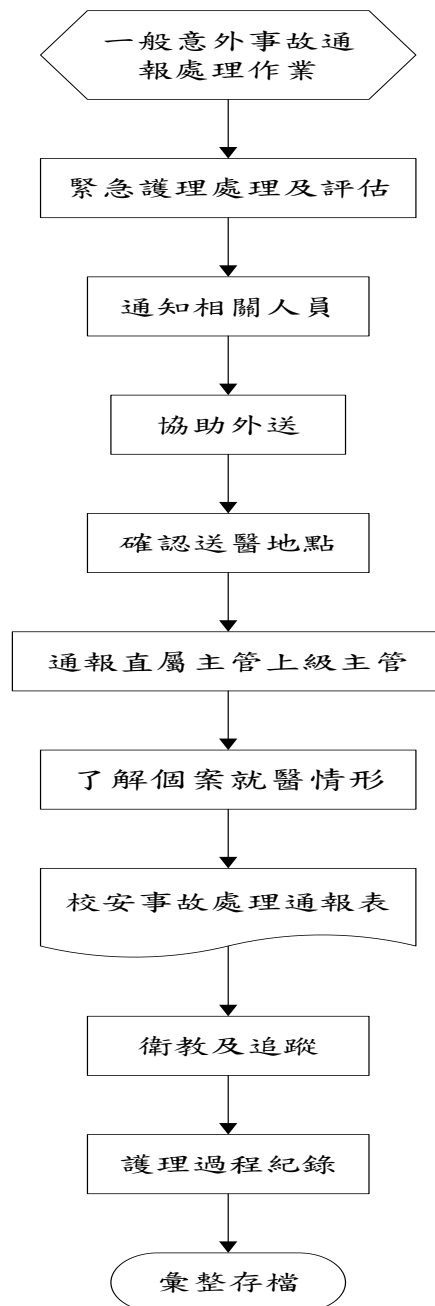 一般意外事故通
報處理作業
緊急護理處理及評估
通知相關人員
協助外送
確認送醫地點
通報直屬主管上級主管
了解個案就醫情形
校安事故處理通報表
衛教及追蹤
護理過程紀錄
彙整存檔